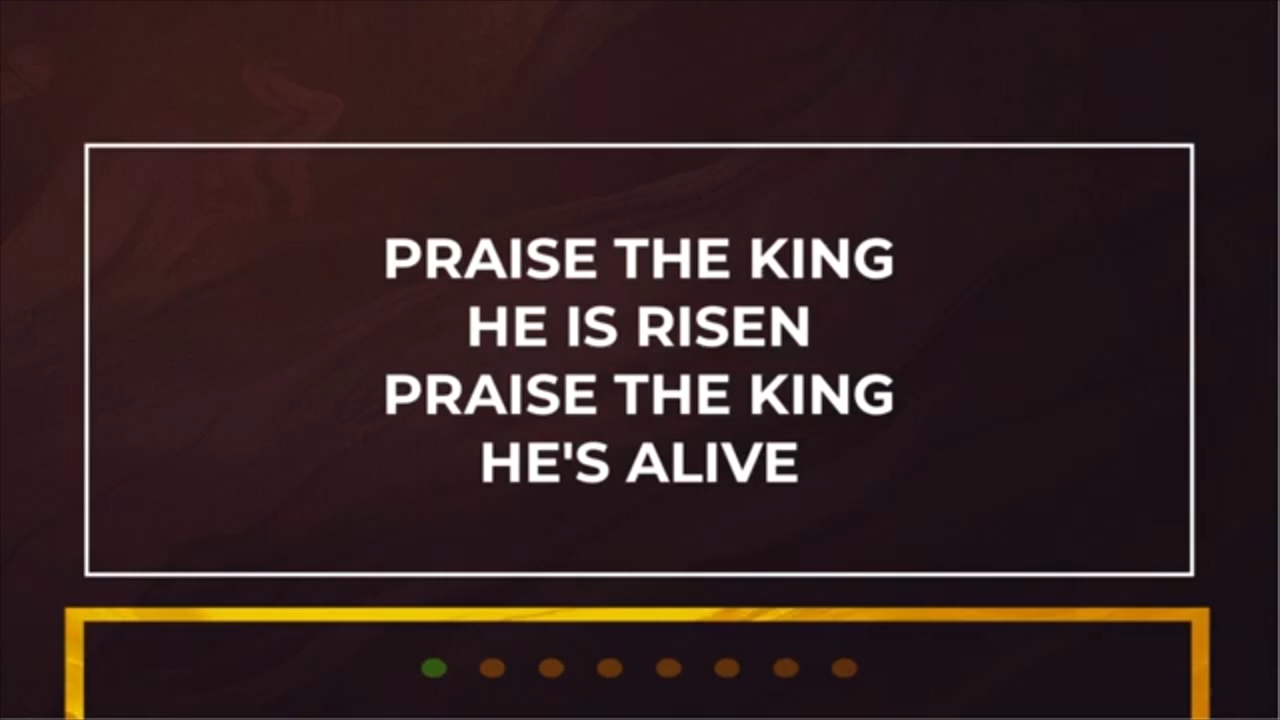 PRAISE THE KING
HE IS RISEN
PRAISE THE KING
HE'S ALIVE